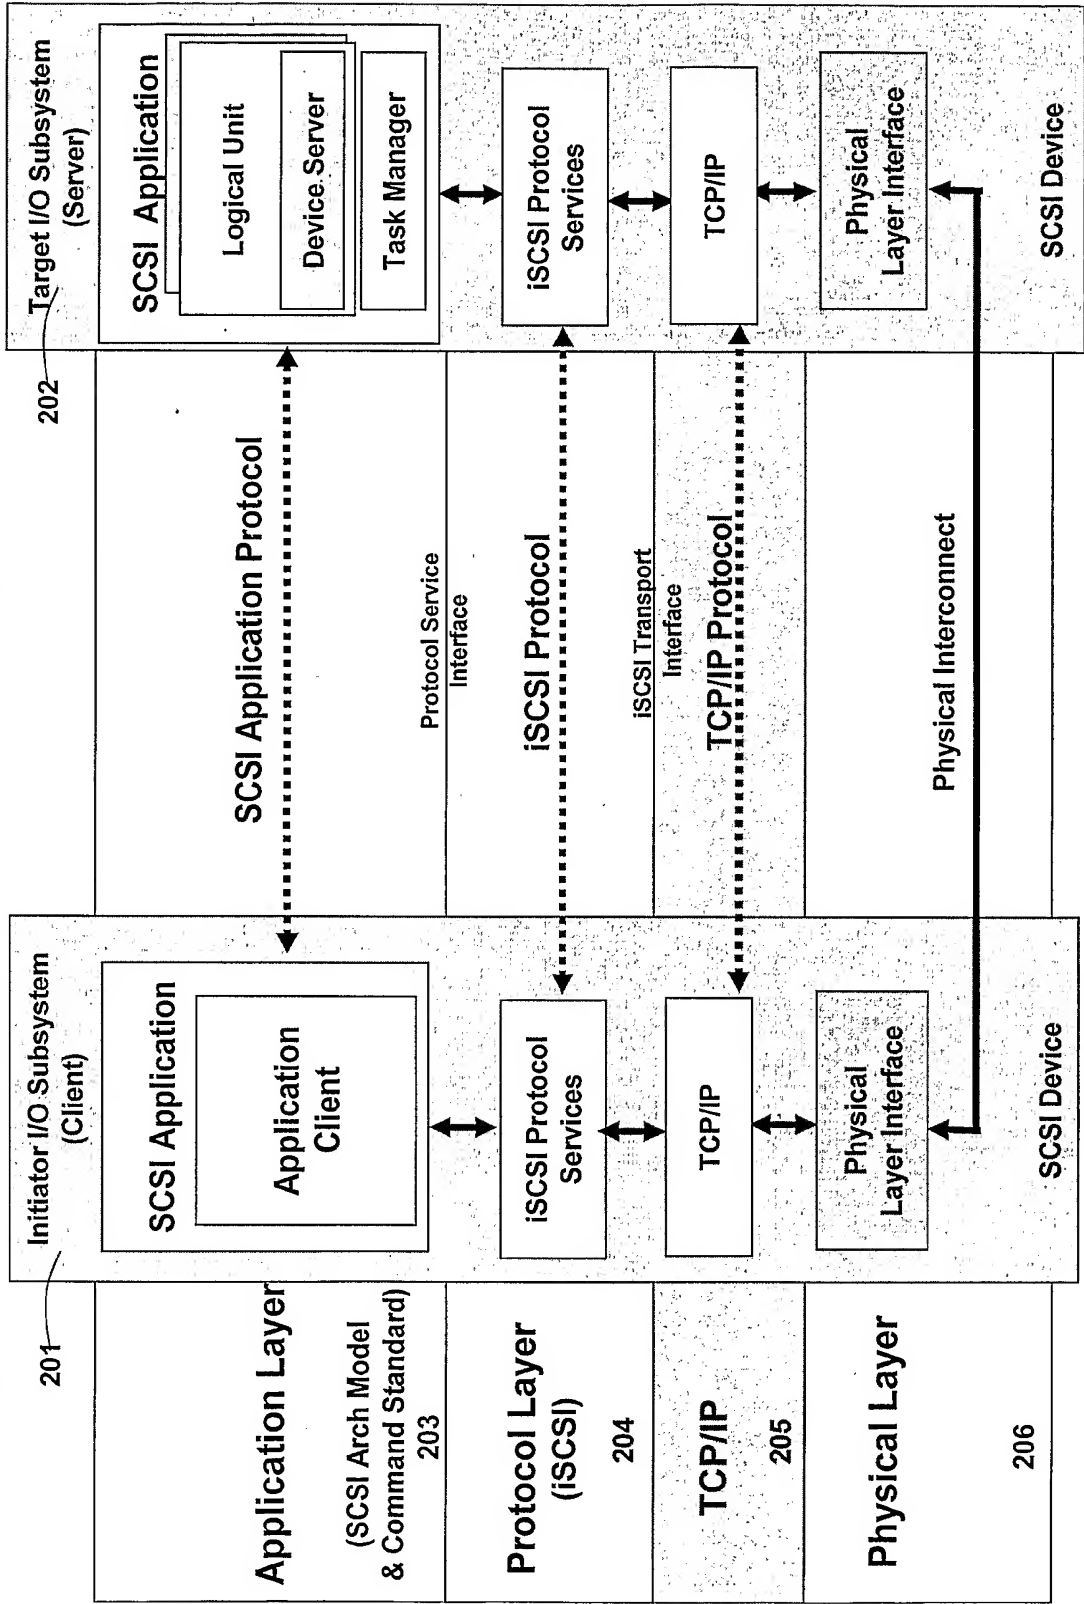 201
Initiator I/O Subsystem
(Client)
202
Target I/O Subsystem
(Server)
Application Layer
(SCSI Arch Model
& Command Standard)
203
SCSI Application
Application
Client
SCSI Application Protocol
SCSI Application
Logical Unit
Device Server
Task Manager
Protocol Service
Interface
Protocol Layer
(iSCSI)
204
iSCSI Protocol
Services
iSCSI Protocol
iSCSI Protocol
Services
iSCSI Transport
Interface
TCP/IP
205
TCP/IP
TCP/IP Protocol
TCP/IP
Physical Layer
206
Physical
Layer Interface
Physical Interconnect
Physical
Layer Interface
SCSI Device
SCSI Device